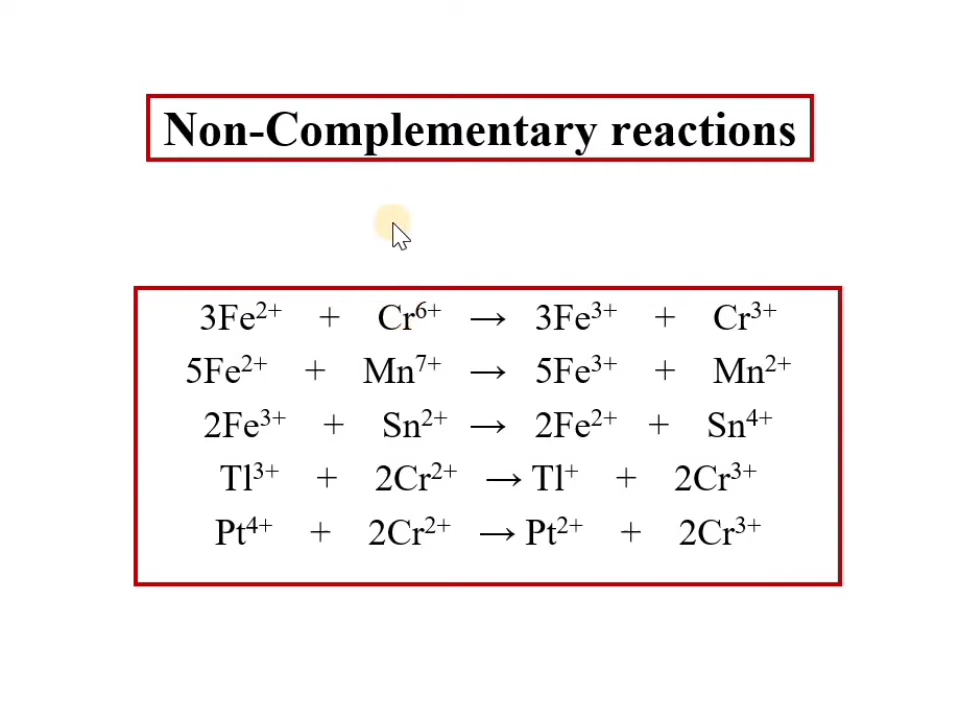 Non-Complementary reactions
3Fe²⁺ + Cr⁶⁺ → 3Fe³⁺ + Cr³⁺
5Fe²⁺ + Mn⁷⁺ → 5Fe³⁺ + Mn²⁺
2Fe³⁺ + Sn²⁺ → 2Fe²⁺ + Sn⁴⁺
Tl³⁺ + 2Cr²⁺ → Tl⁺ + 2Cr³⁺
Pt⁴⁺ + 2Cr²⁺ → Pt²⁺ + 2Cr³⁺